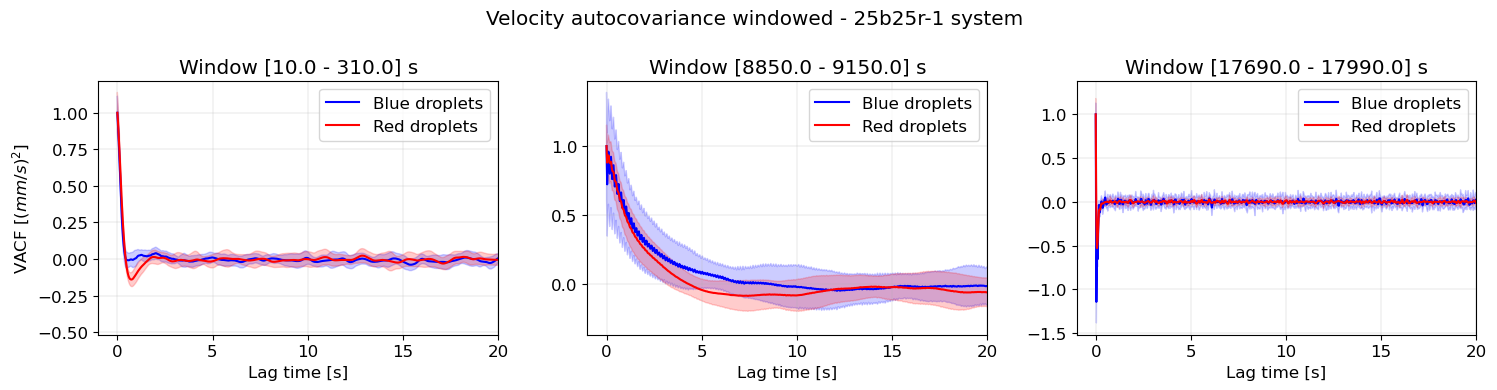 Velocity autocovariance windowed - 25b25r-1 system
Window [10.0 - 310.0] s
VACF [(mm/s)²]
1.00
0.75
0.50
0.25
0.00
−0.25
−0.50
Blue droplets
Red droplets
0
5
10
15
20
Lag time [s]
Window [8850.0 - 9150.0] s
1.0
0.5
0.0
Blue droplets
Red droplets
0
5
10
15
20
Lag time [s]
Window [17690.0 - 17990.0] s
1.0
0.5
0.0
−0.5
−1.0
−1.5
Blue droplets
Red droplets
0
5
10
15
20
Lag time [s]